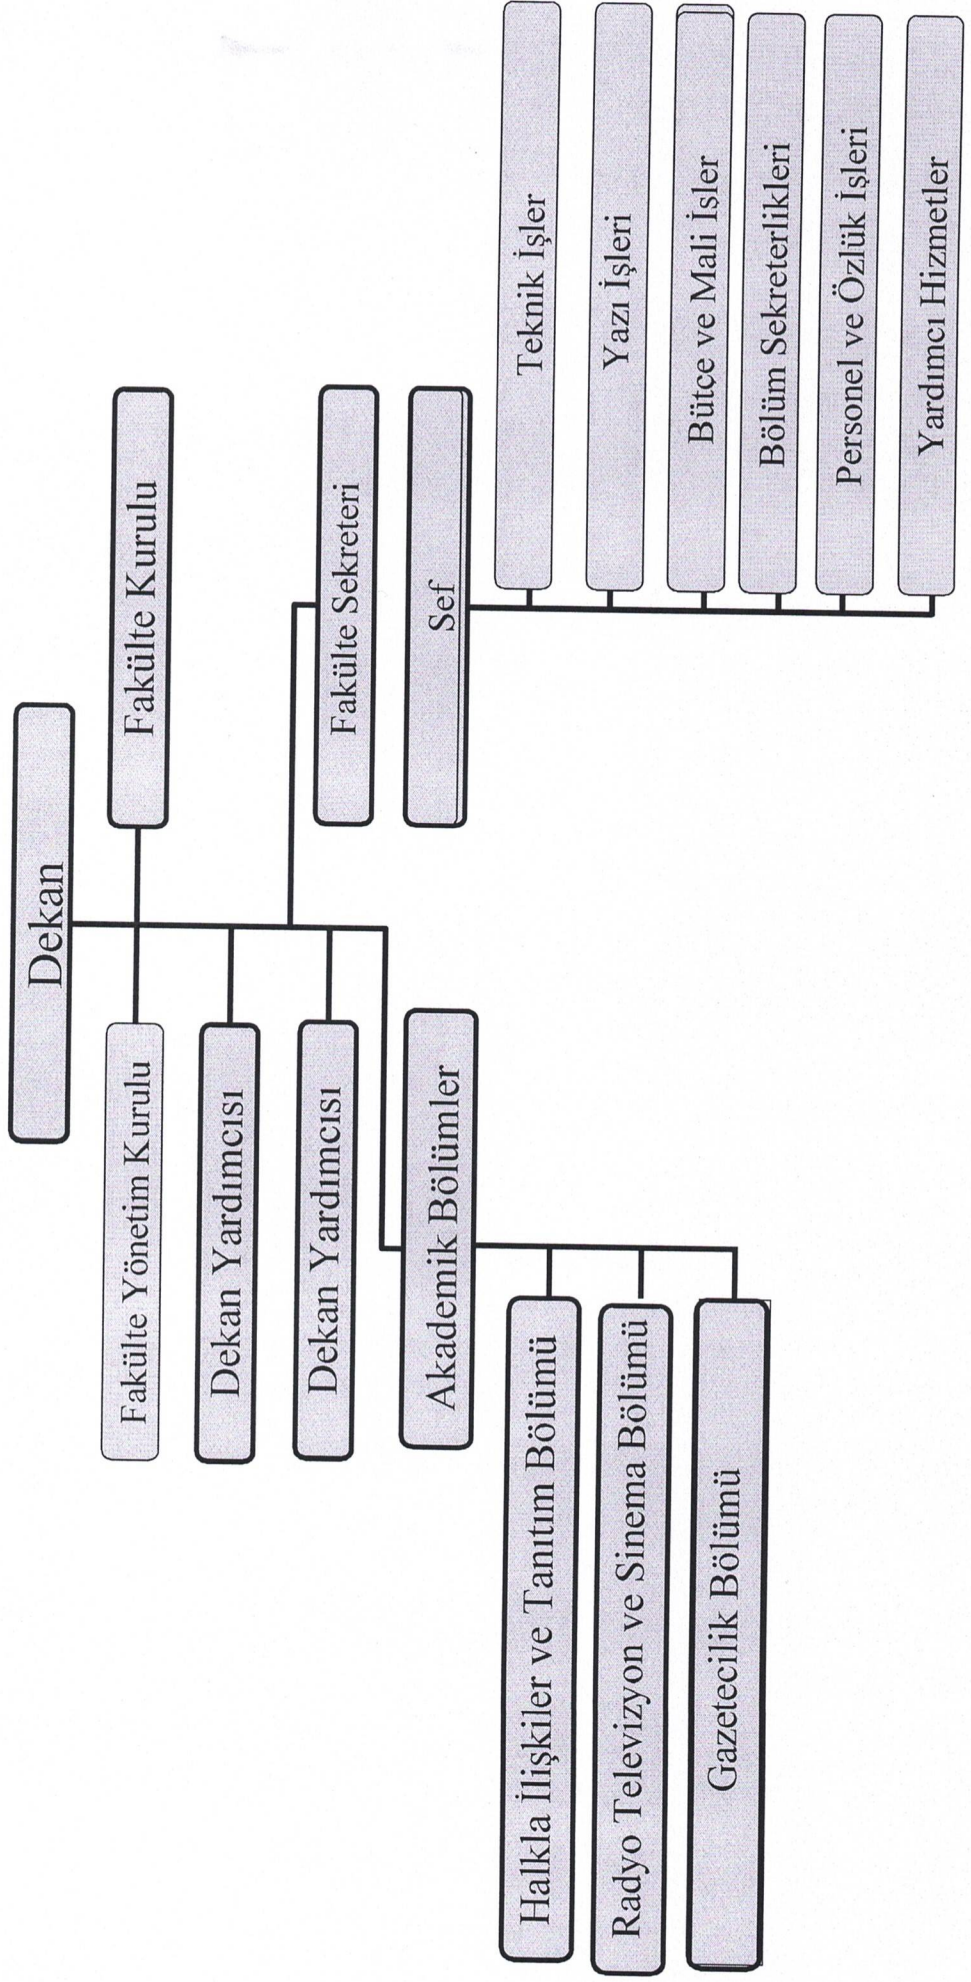 Dekan
Fakülte Yönetim Kurulu
Fakülte Kurulu
Dekan Yardımcısı
Dekan Yardımcısı
Fakülte Sekreteri
Akademik Bölümler
Sef
Halkla İlişkiler ve Tanıtım Bölümü
Radyo Televizyon ve Sinema Bölümü
Gazetecilik Bölümü
Teknik İşler
Yazı İşleri
Bütçe ve Mali İşler
Bölüm Sekreterlikleri
Personel ve Özlük İşleri
Yardımcı Hizmetler